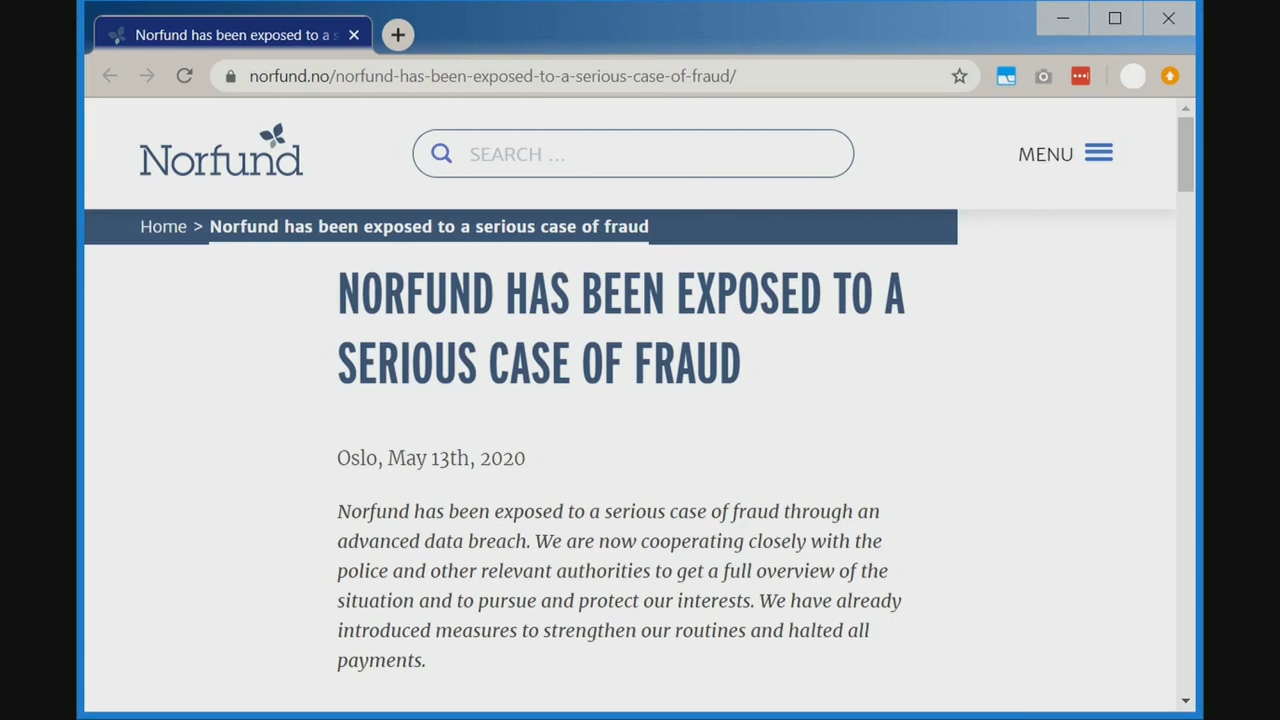 Norfund has been exposed to a s
norfund.no/norfund-has-been-exposed-to-a-serious-case-of-fraud/
Norfund
SEARCH ...
MENU
Home > Norfund has been exposed to a serious case of fraud
NORFUND HAS BEEN EXPOSED TO A
SERIOUS CASE OF FRAUD
Oslo, May 13th, 2020
Norfund has been exposed to a serious case of fraud through an
advanced data breach. We are now cooperating closely with the
police and other relevant authorities to get a full overview of the
situation and to pursue and protect our interests. We have already
introduced measures to strengthen our routines and halted all
payments.